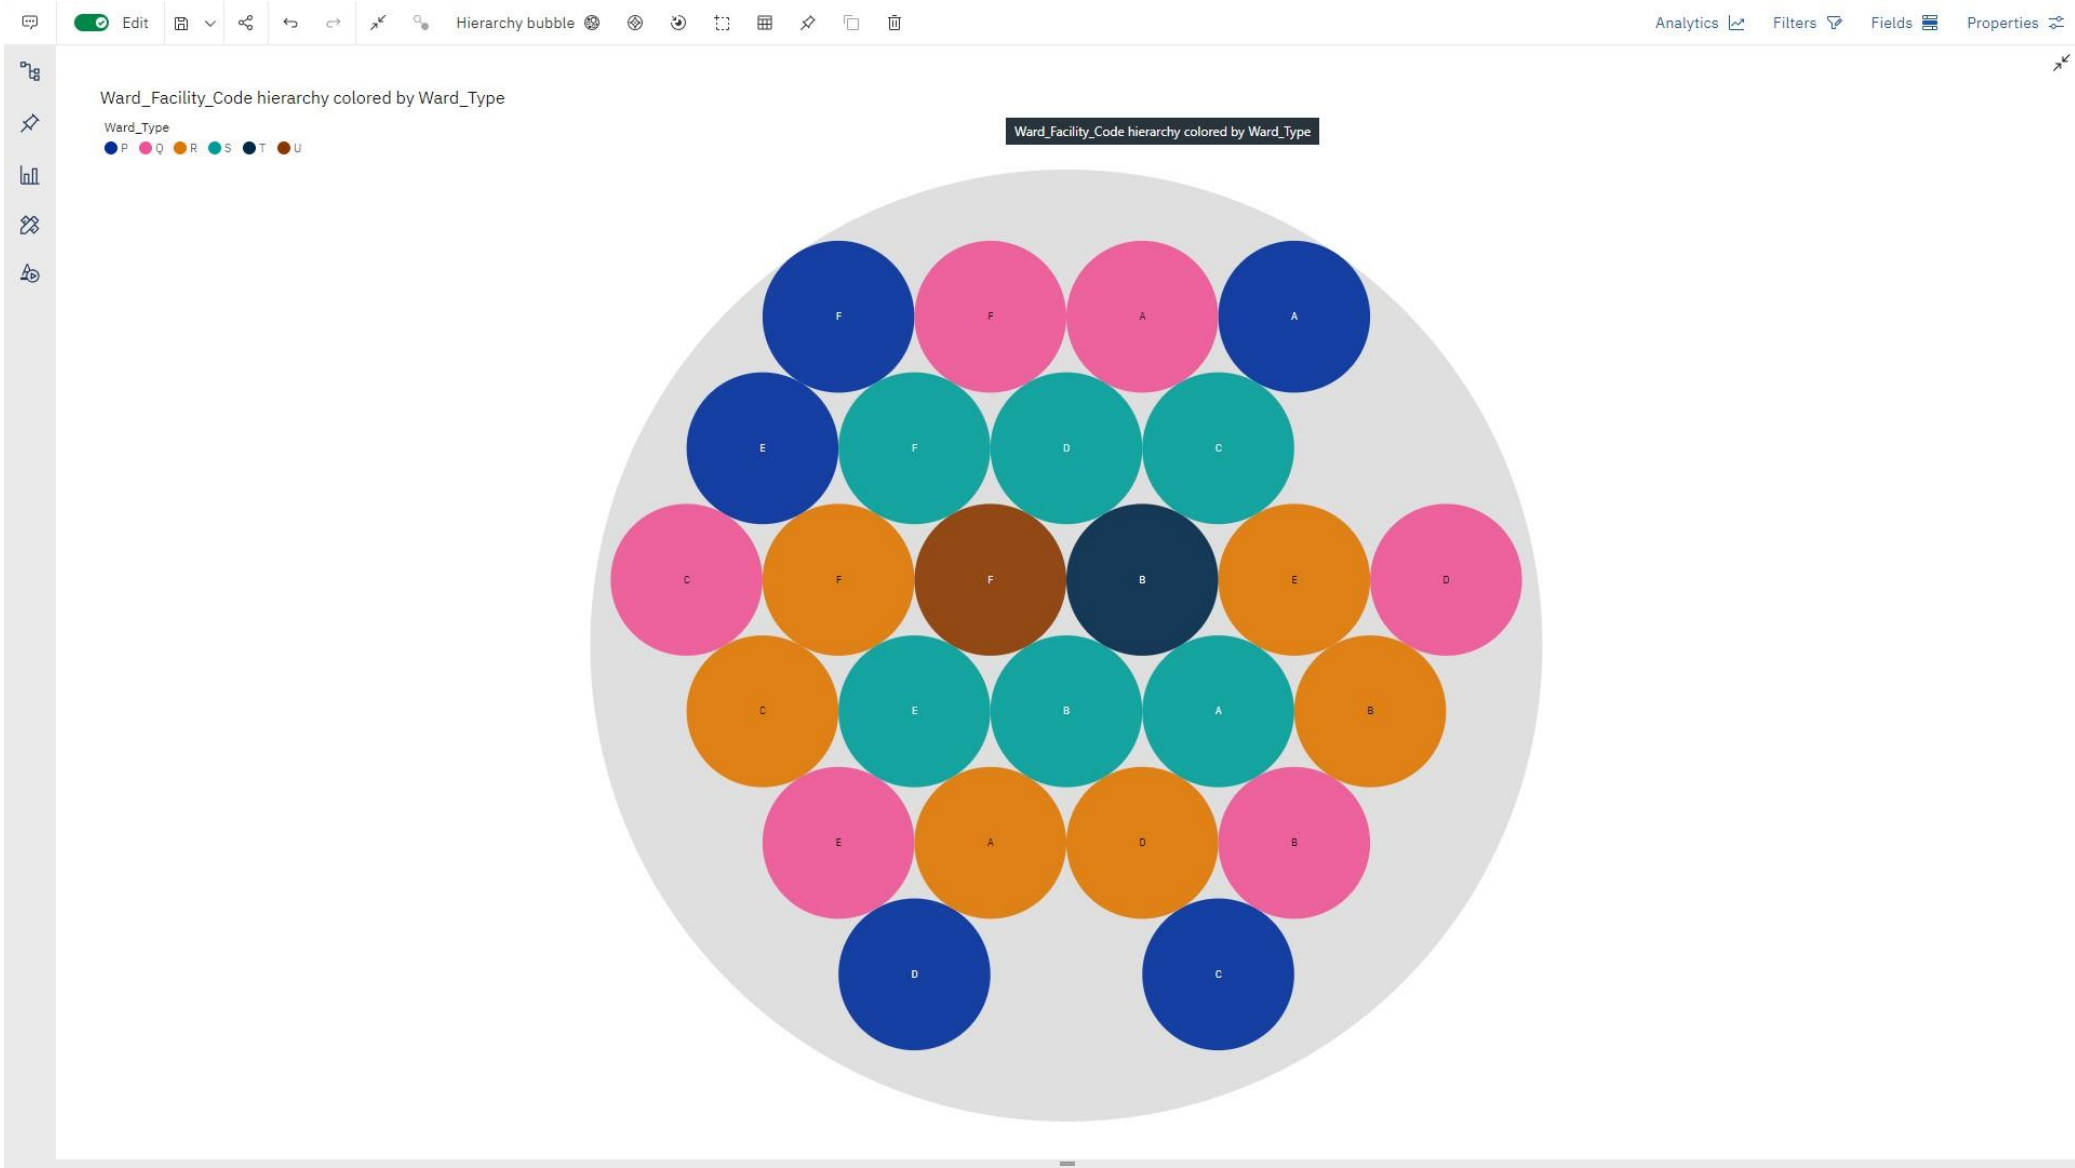 Edit Hierarchy bubble Analytics Filters Fields Properties
Ward_Facility_Code hierarchy colored by Ward_Type
Ward_Type
P Q R S T U
Ward_Facility_Code hierarchy colored by Ward_Type
F F A A
E F D C
C F F B E D
C E B A B
E A D B
D C